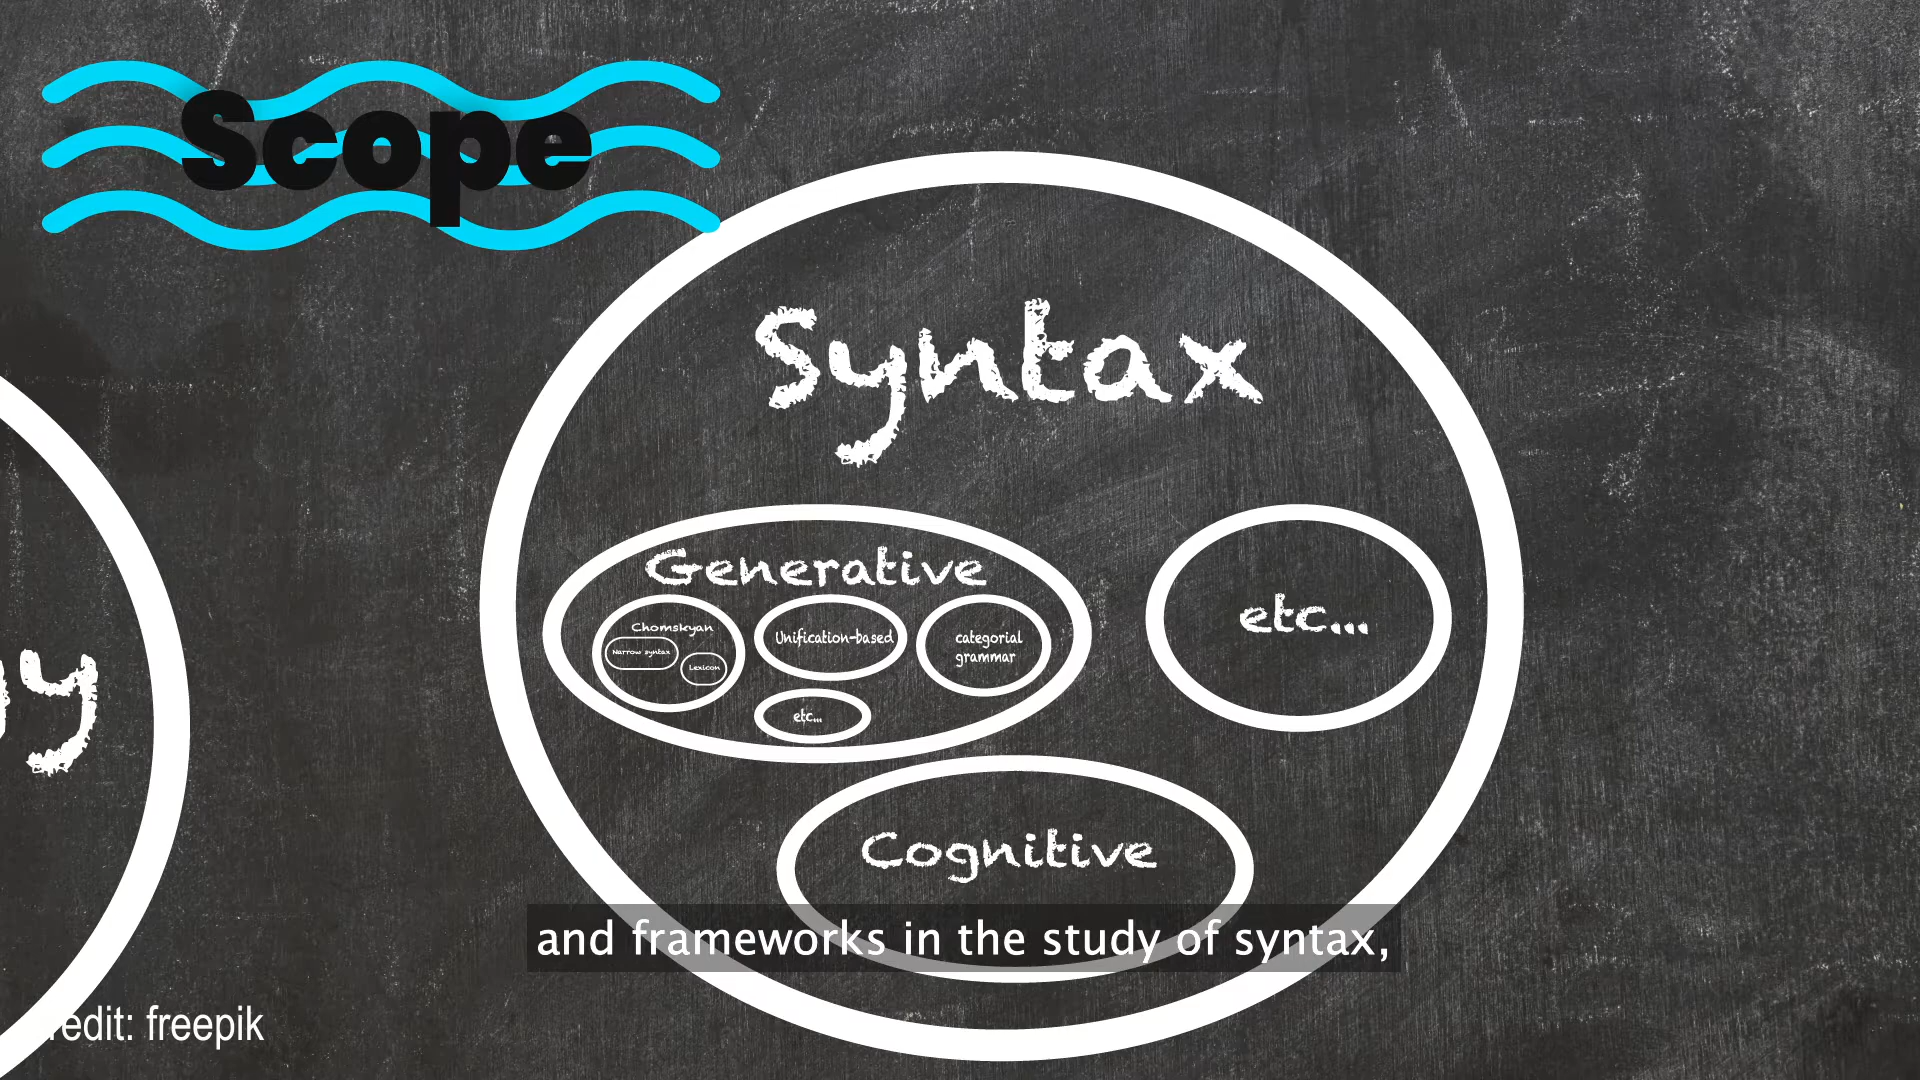 Scope
Syntax
Generative
Chomskyan
Narrow syntax
Lexicon
Unification-based
categorial
grammar
etc...
etc...
Cognitive
and frameworks in the study of syntax,
edit: freepik